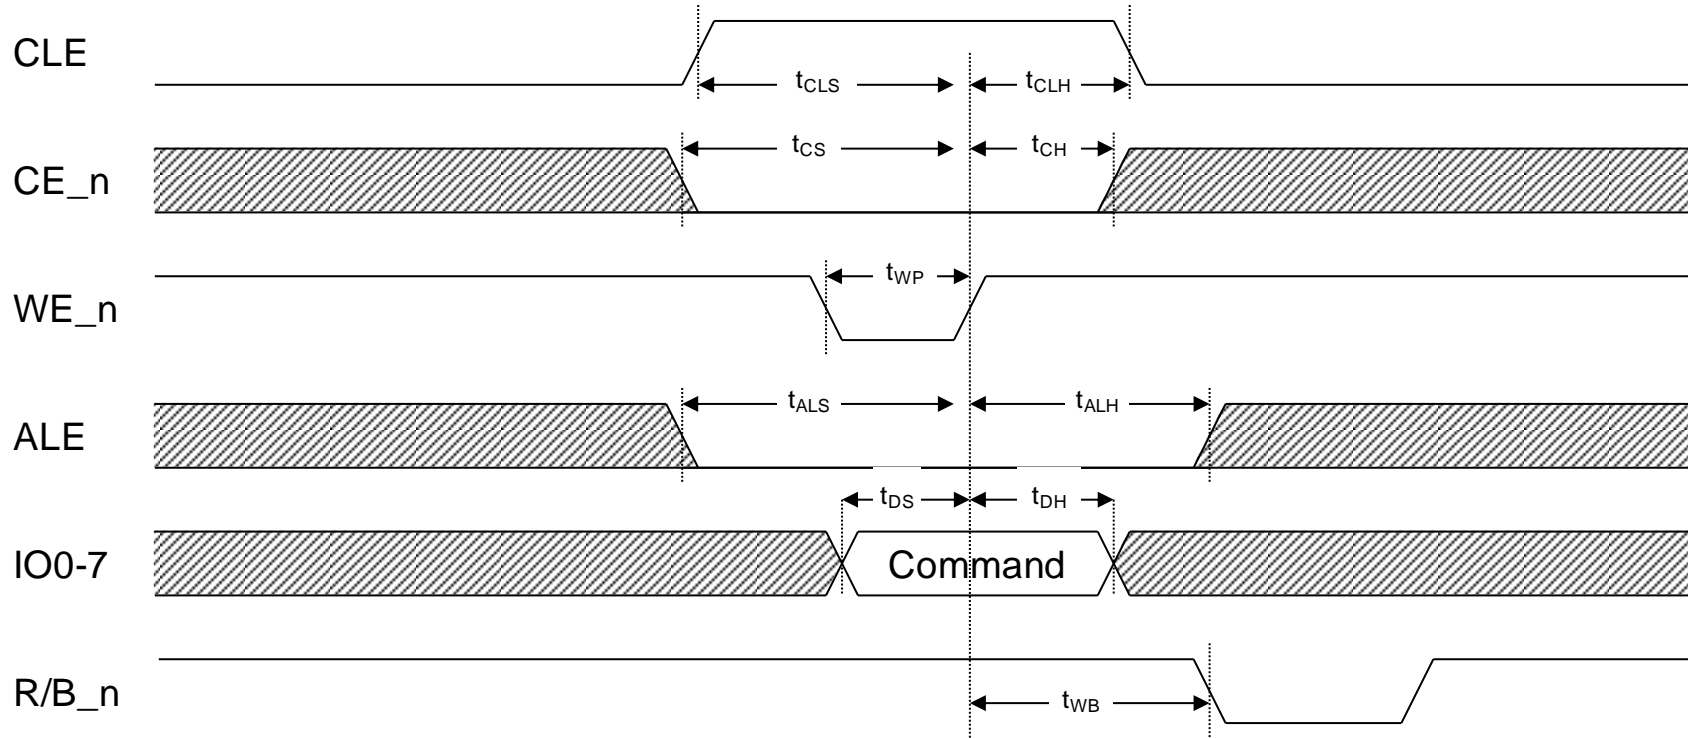 CLE
tCLS tCLH
CE_n
tCS tCH
WE_n
tWP
ALE
tALS tALH
IO0-7
tDS tDH
Command
R/B_n
tWB